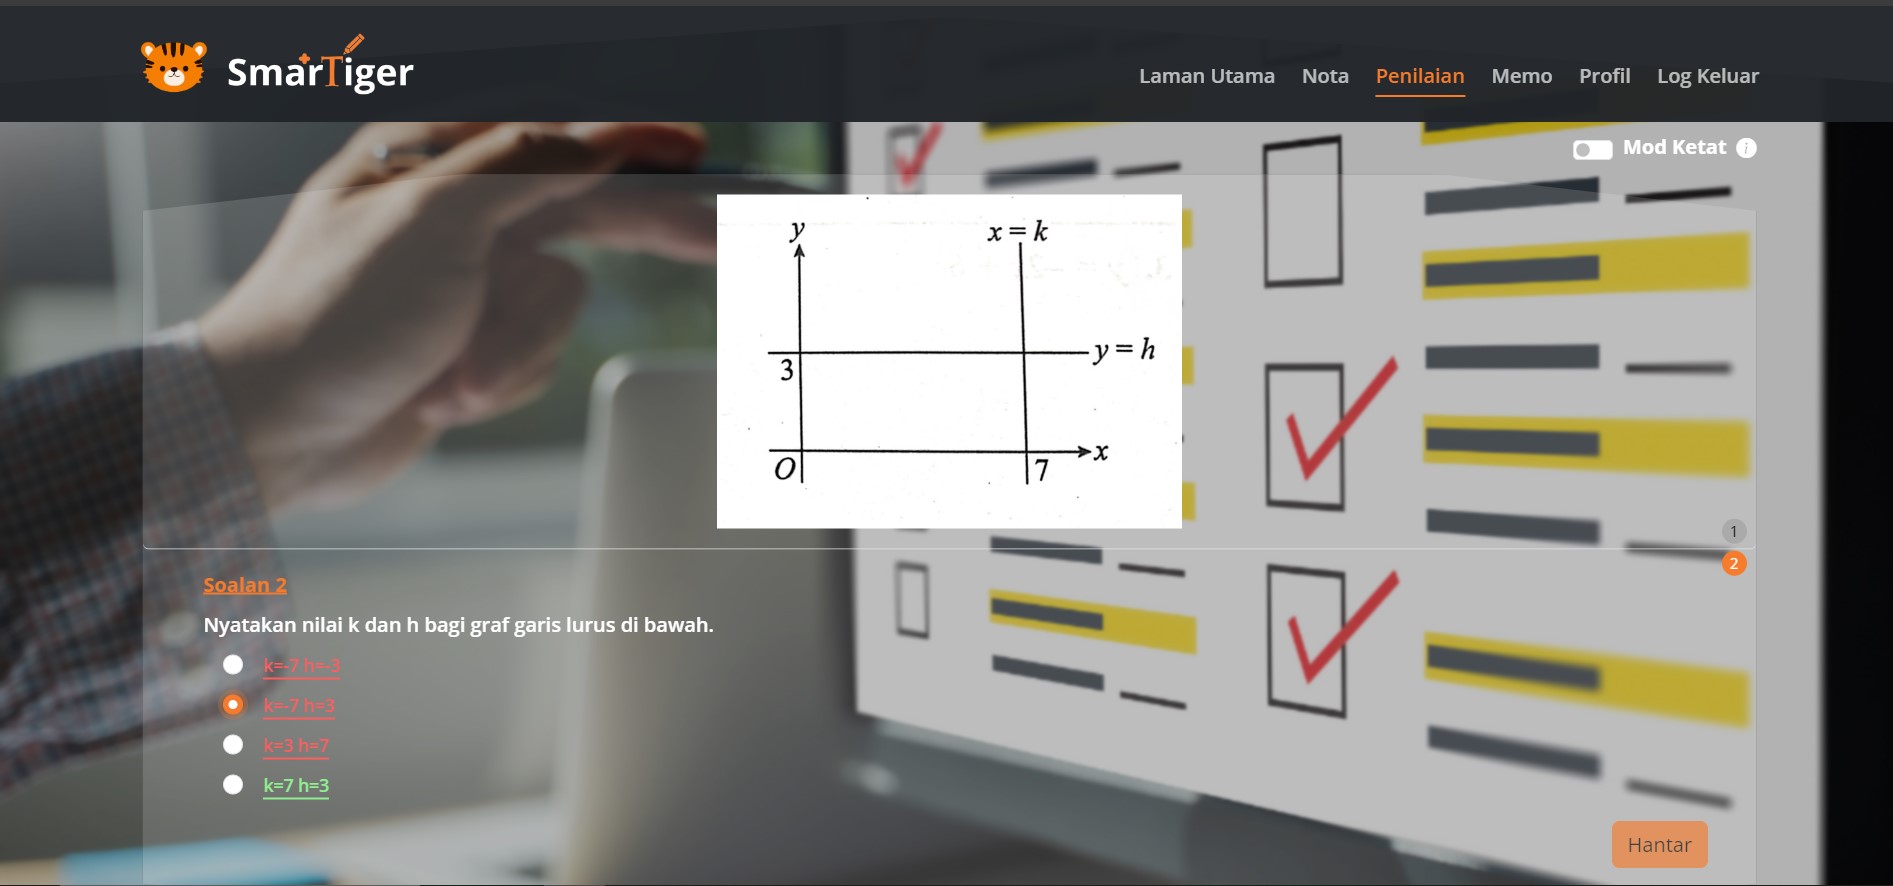 SmarTiger
Laman Utama Nota Penilaian Memo Profil Log Keluar
Mod Ketat i
y
x = k
y = h
3
x
O
7
1
2
Soalan 2
Nyatakan nilai k dan h bagi graf garis lurus di bawah.
k=-7 h=-3
k=-7 h=3
k=3 h=7
k=7 h=3
Hantar